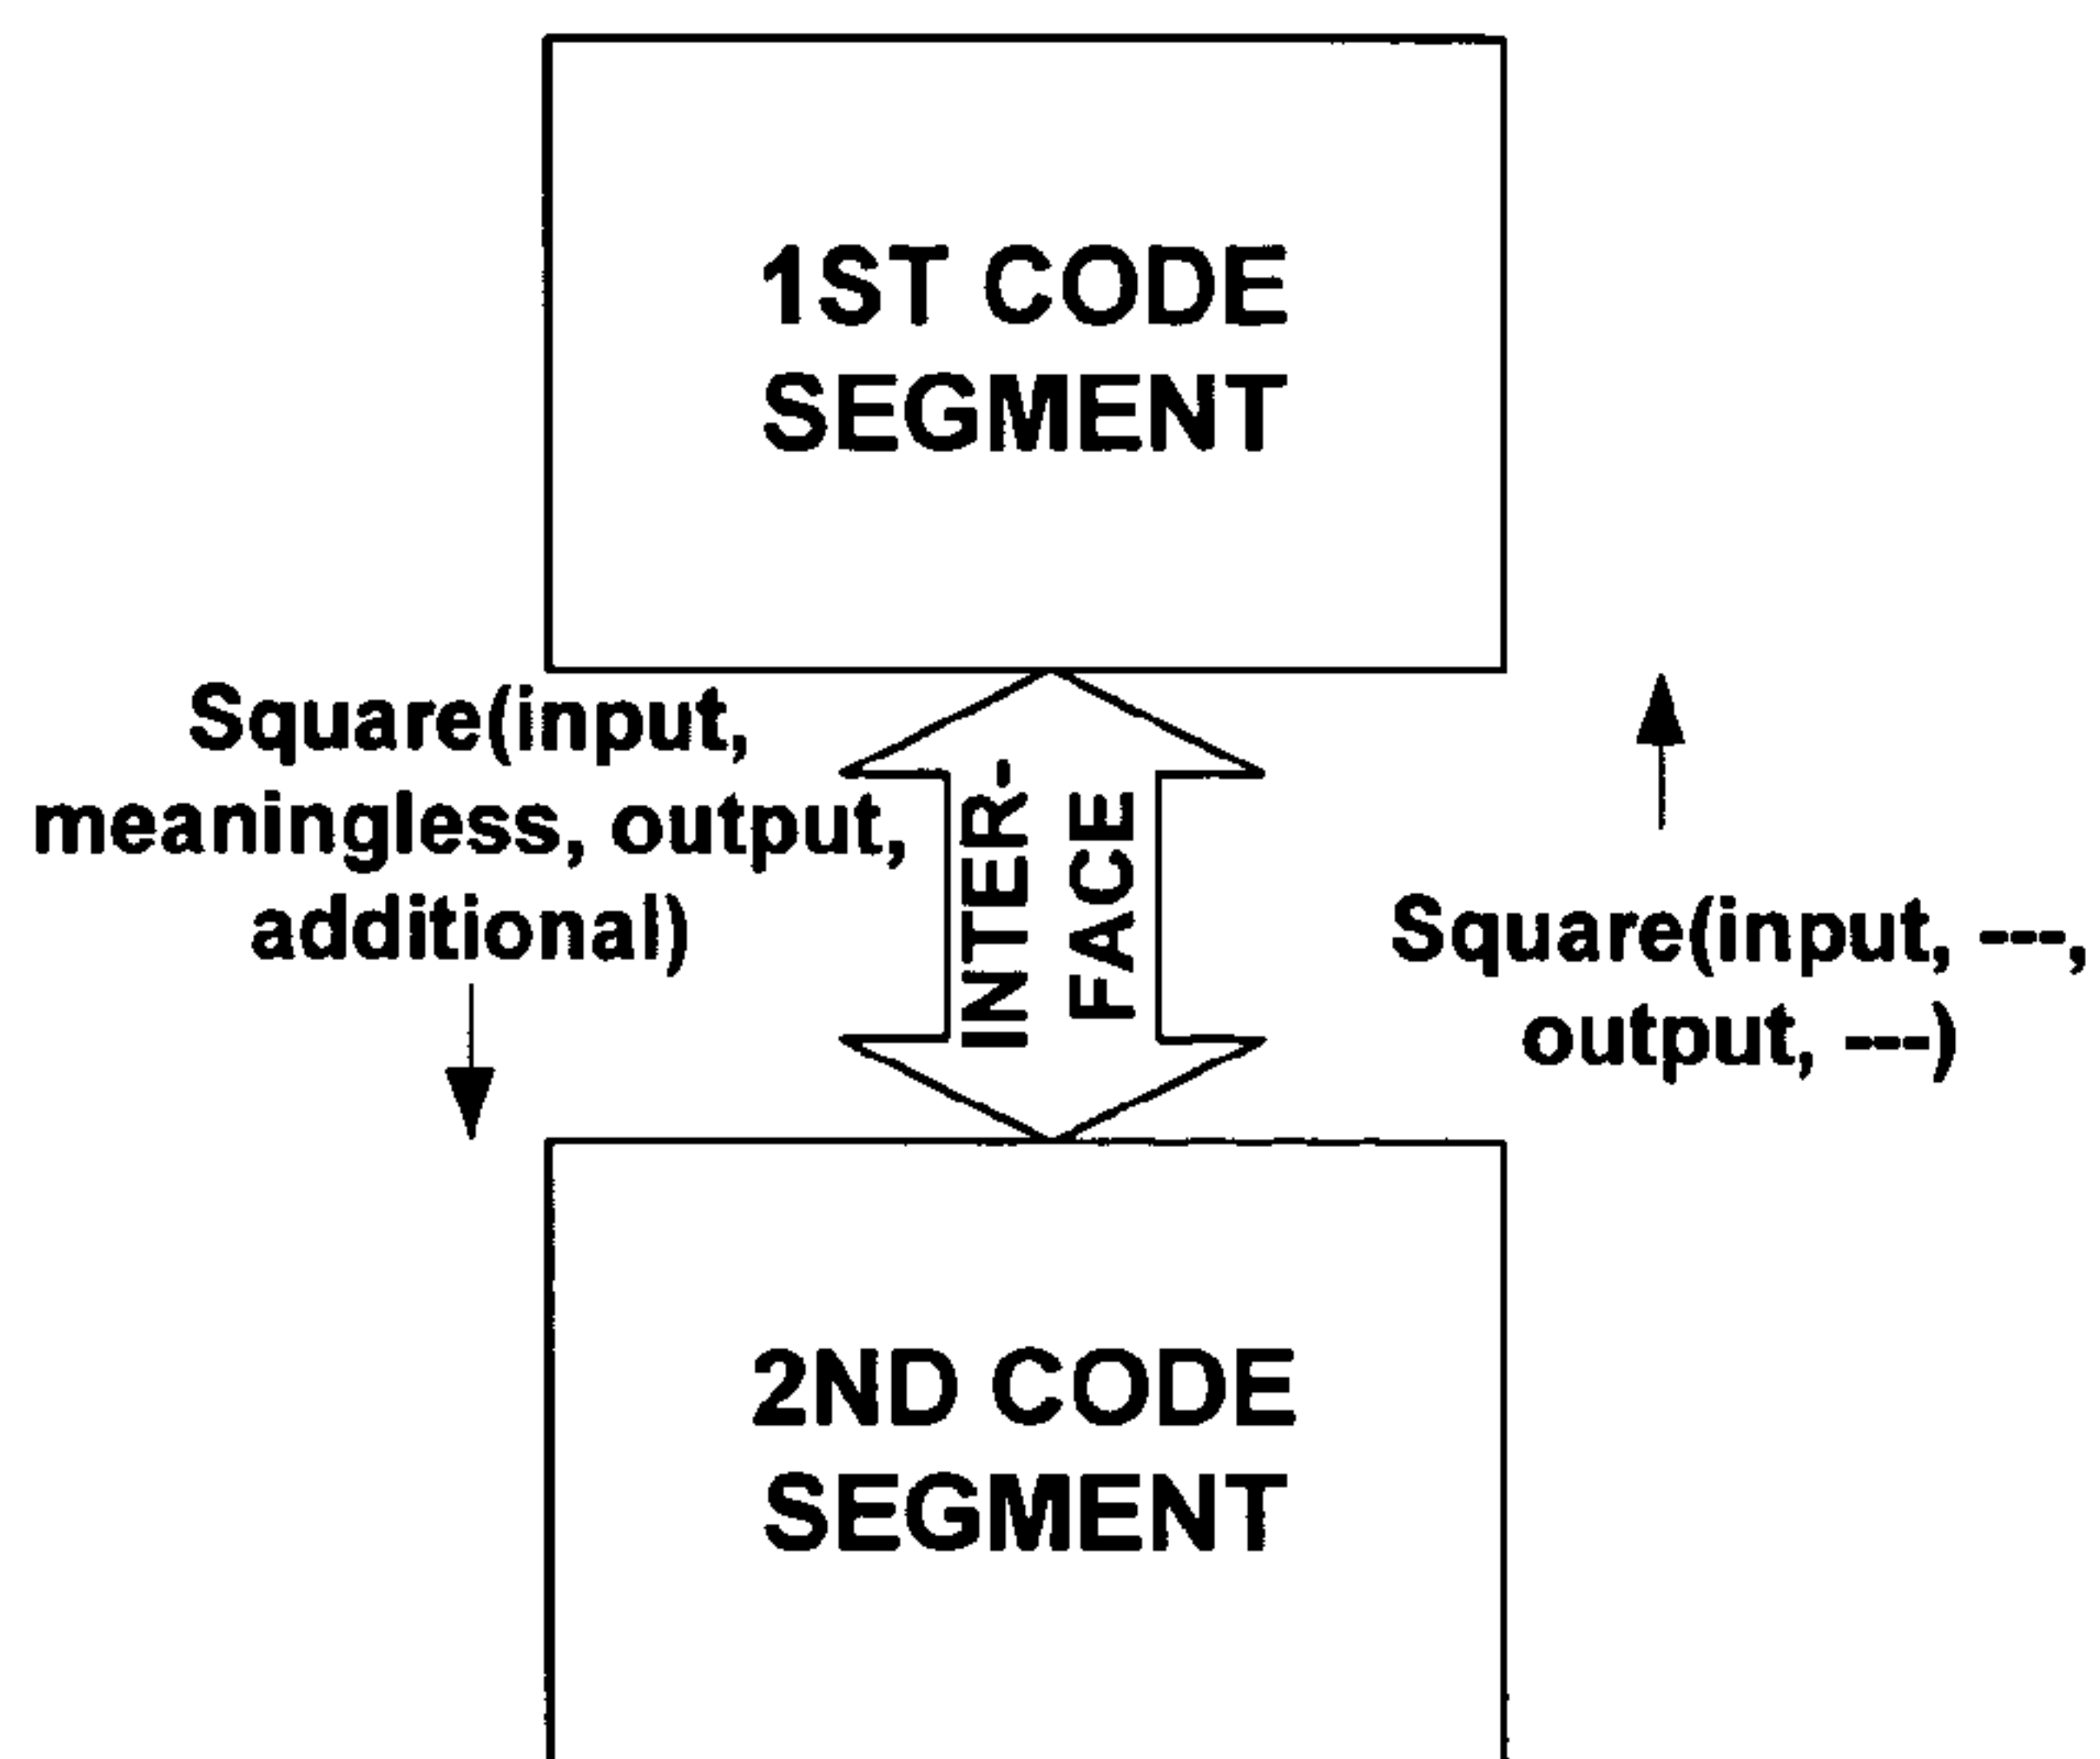 1ST CODE
SEGMENT
Square(input,
meaningless, output,
additional)
INTER-
FACE
Square(input, ---,
output, ---)
2ND CODE
SEGMENT